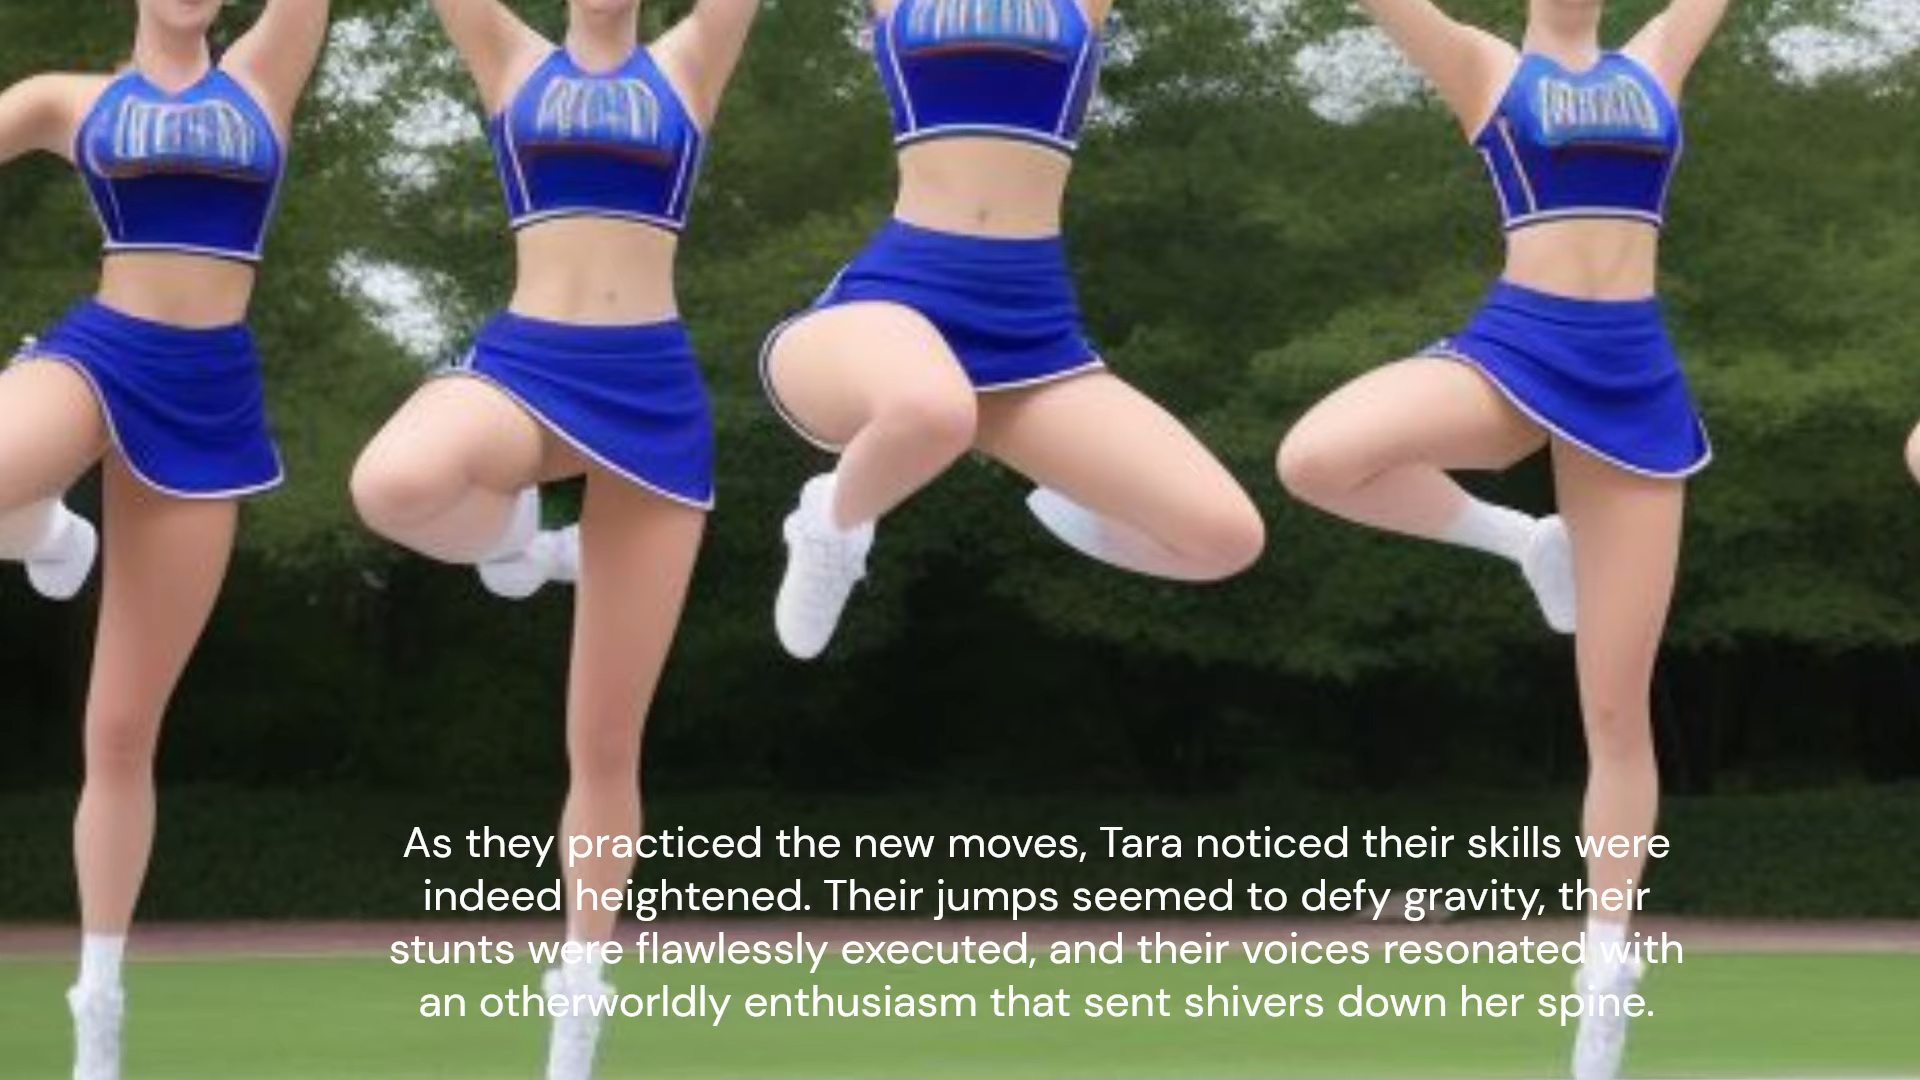 As they practiced the new moves, Tara noticed their skills were
indeed heightened. Their jumps seemed to defy gravity, their
stunts were flawlessly executed, and their voices resonated with
an otherworldly enthusiasm that sent shivers down her spine.